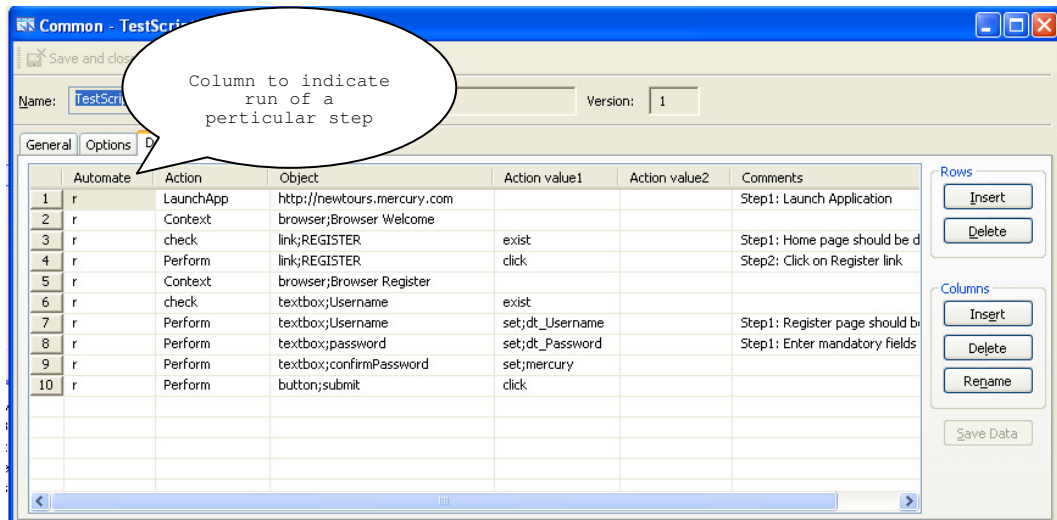 Common - TestScri
Save and clos
Column to indicate
run of a
perticular step
Name: TestScri Version: 1
General Options D
Automate Action Object Action value1 Action value2 Comments
1 r LaunchApp http://newtours.mercury.com Step1: Launch Application
2 r Context browser;Browser Welcome
3 r check link;REGISTER exist Step1: Home page should be d
4 r Perform link;REGISTER click Step2: Click on Register link
5 r Context browser;Browser Register
6 r check textbox;Username exist
7 r Perform textbox;Username set;dt_Username Step1: Register page should b
8 r Perform textbox;password set;dt_Password Step1: Enter mandatory fields
9 r Perform textbox;confirmPassword set;mercury
10 r Perform button;submit click
Rows
Insert
Delete
Columns
Insert
Delete
Rename
Save Data